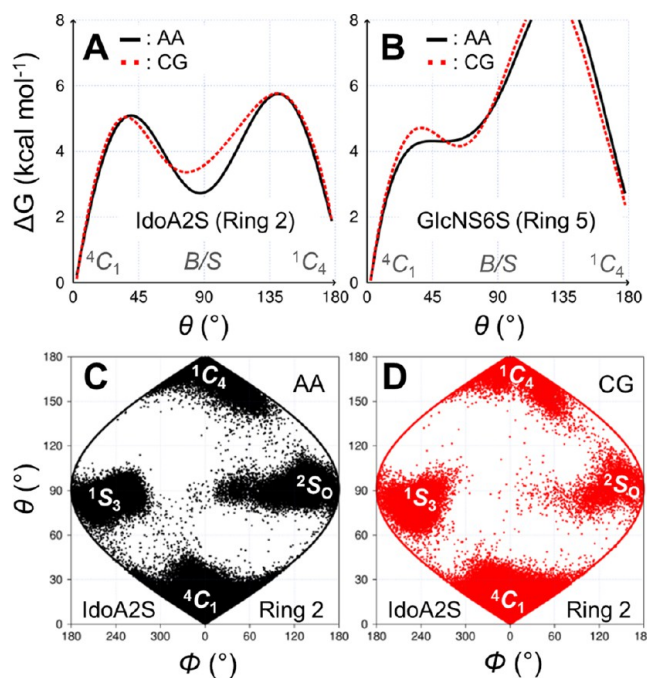 A
: AA
: CG
B
: AA
: CG
ΔG (kcal mol⁻¹)
6
4
2
0
IdoA2S (Ring 2)
GlcNS6S (Ring 5)
⁴C₁
B/S
¹C₄
⁴C₁
B/S
¹C₄
0
45
90
135
180
0
45
90
135
180
θ (°)
θ (°)
C
AA
D
CG
θ (°)
180
150
120
90
60
30
0
¹C₄
¹S₃
²S₀
⁴C₁
IdoA2S
Ring 2
180
150
120
90
60
30
0
¹C₄
¹S₃
²S₀
⁴C₁
IdoA2S
Ring 2
180
240
300
0
60
120
180
180
240
300
0
60
120
18
Φ (°)
Φ (°)